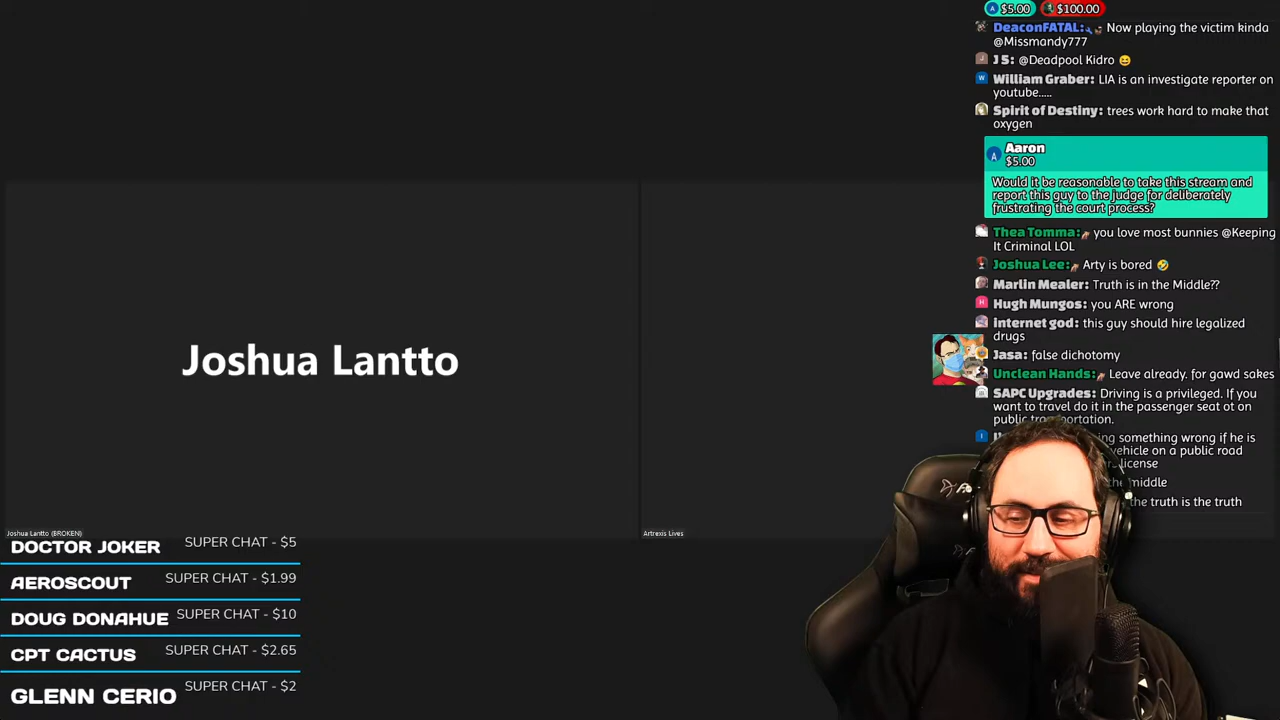 $5.00
$100.00
DeaconFATAL: Now playing the victim kinda
@Missmandy777
J S: @Deadpool Kidro
William Graber: LIA is an investigate reporter on
youtube.....
Spirit of Destiny: trees work hard to make that
oxygen
A
Aaron
$5.00
Would it be reasonable to take this stream and
report this guy to the judge for deliberately
frustrating the court process?
Thea Tomma: you love most bunnies @Keeping
It Criminal LOL
Joshua Lee: Arty is bored
Marlin Mealer: Truth is in the Middle??
Hugh Mungos: you ARE wrong
internet god: this guy should hire legalized
drugs
Jasa: false dichotomy
Unclean Hands: Leave already. for gawd sakes
SAPC Upgrades: Driving is a privileged. If you
want to travel do it in the passenger seat ot on
public transportation.
something wrong if he is
vehicle on a public road
license
middle
the truth is the truth
Joshua Lantto
Joshua Lantto (BROKEN)
Artrexis Lives
DOCTOR JOKER SUPER CHAT - $5
AEROSCOUT SUPER CHAT - $1.99
DOUG DONAHUE SUPER CHAT - $10
CPT CACTUS SUPER CHAT - $2.65
GLENN CERIO SUPER CHAT - $2